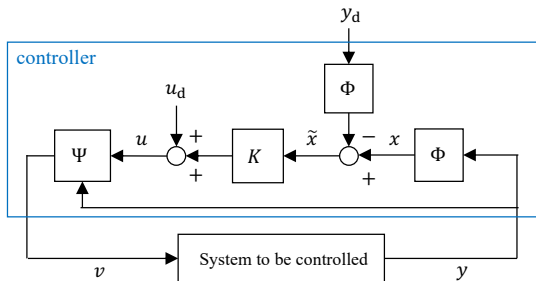 y_d
controller
Φ
u_d
u + K x̃ − x Φ
Ψ + +
System to be controlled
v y